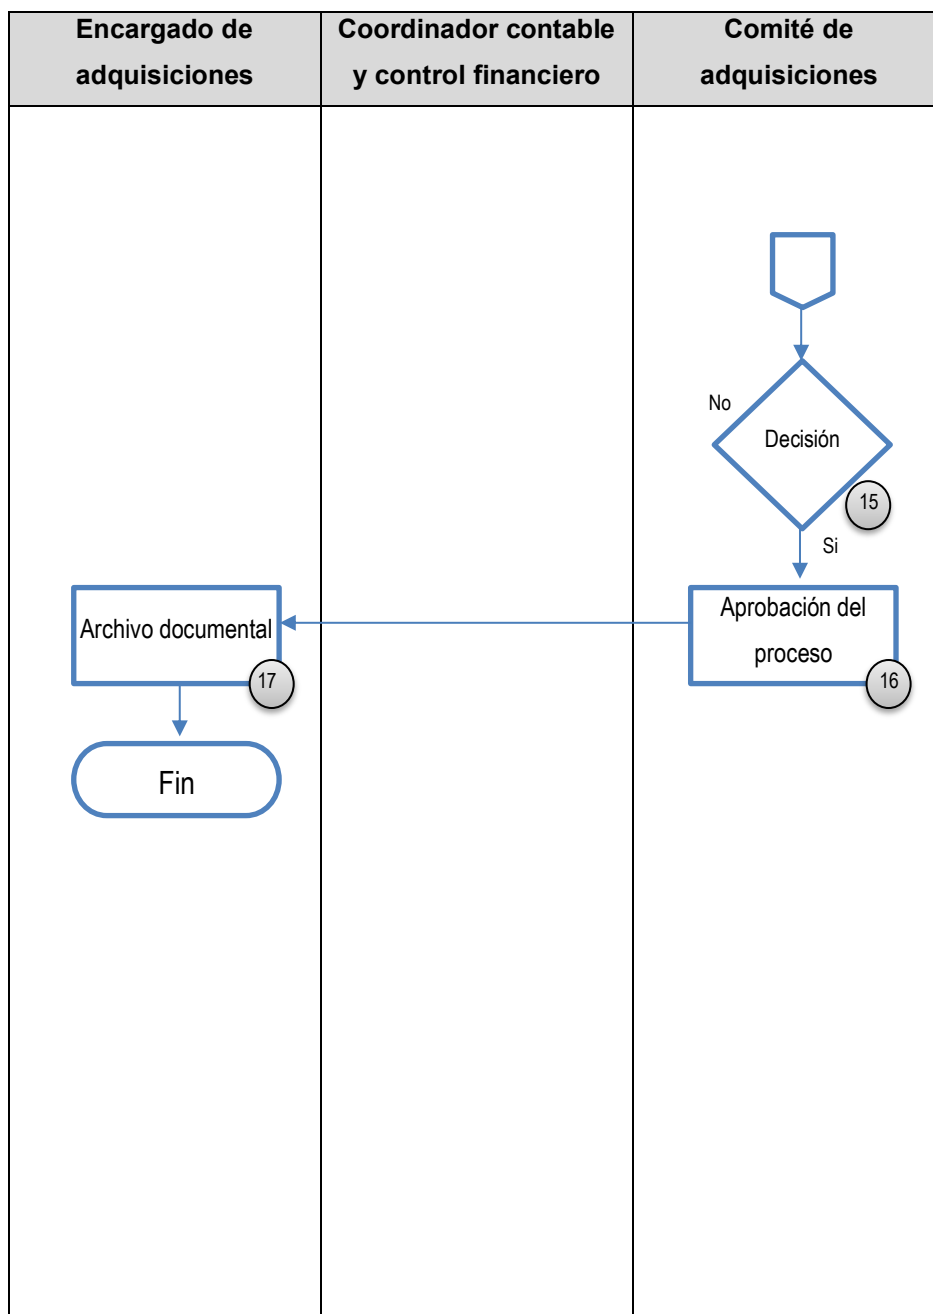 Encargado de
adquisiciones
Coordinador contable
y control financiero
Comité de
adquisiciones
No
Decisión
15
Si
Aprobación del
proceso
16
Archivo documental
17
Fin